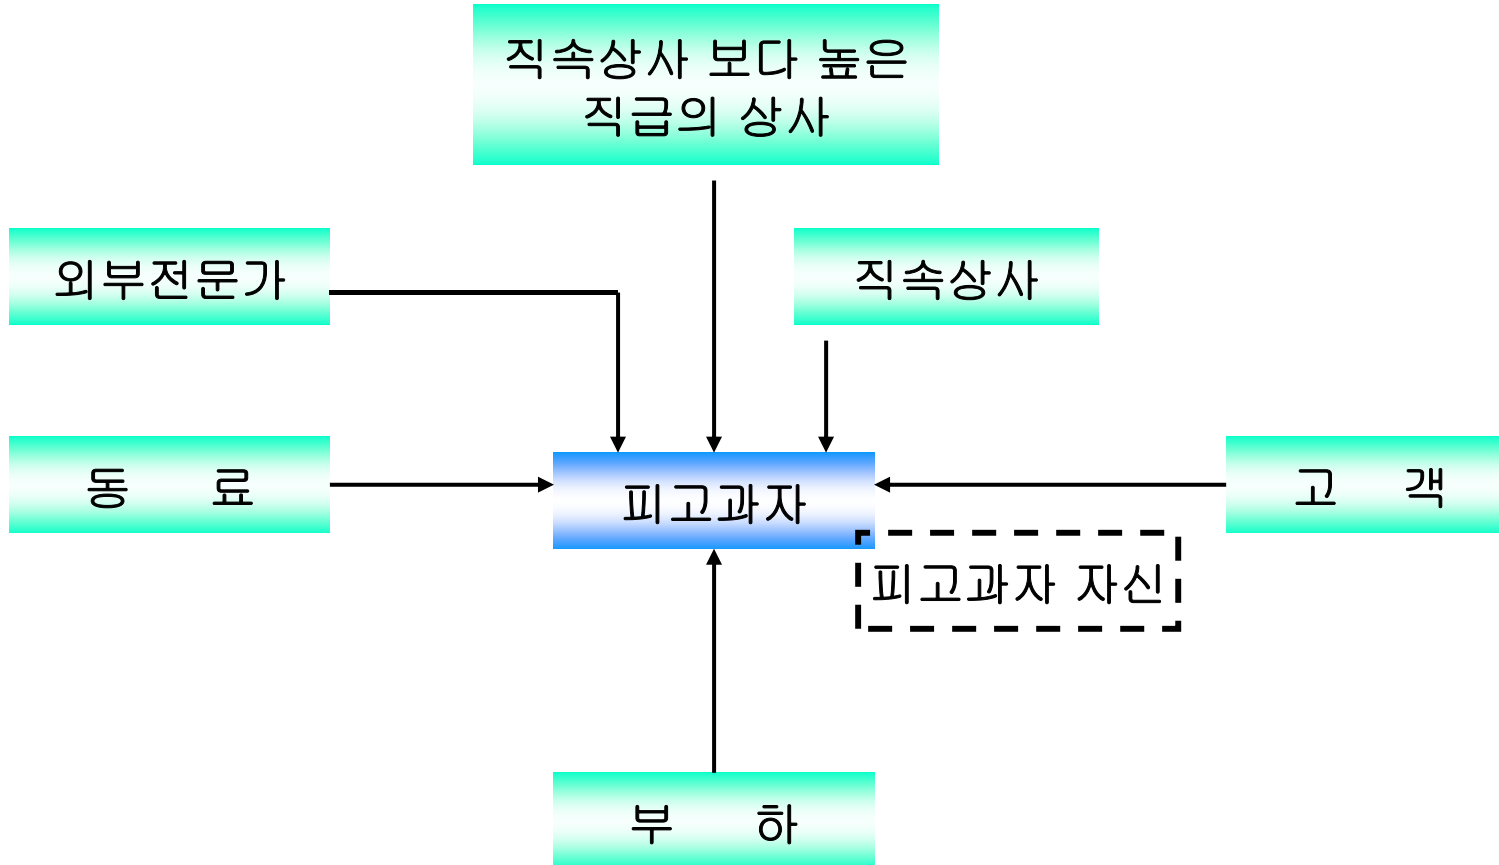 직속상사 보다 높은
직급의 상사
외부전문가
직속상사
동 료
피고과자
고 객
피고과자 자신
부 하